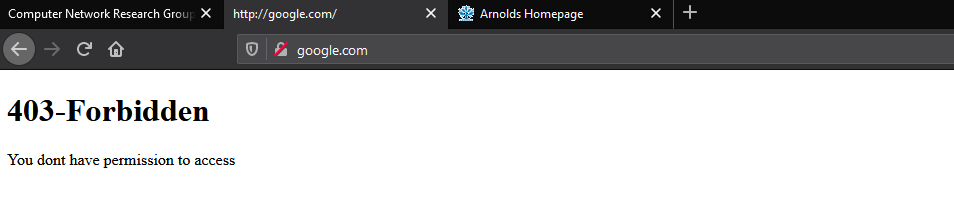 Computer Network Research Group
http://google.com/
Arnolds Homepage
google.com
403-Forbidden
You dont have permission to access